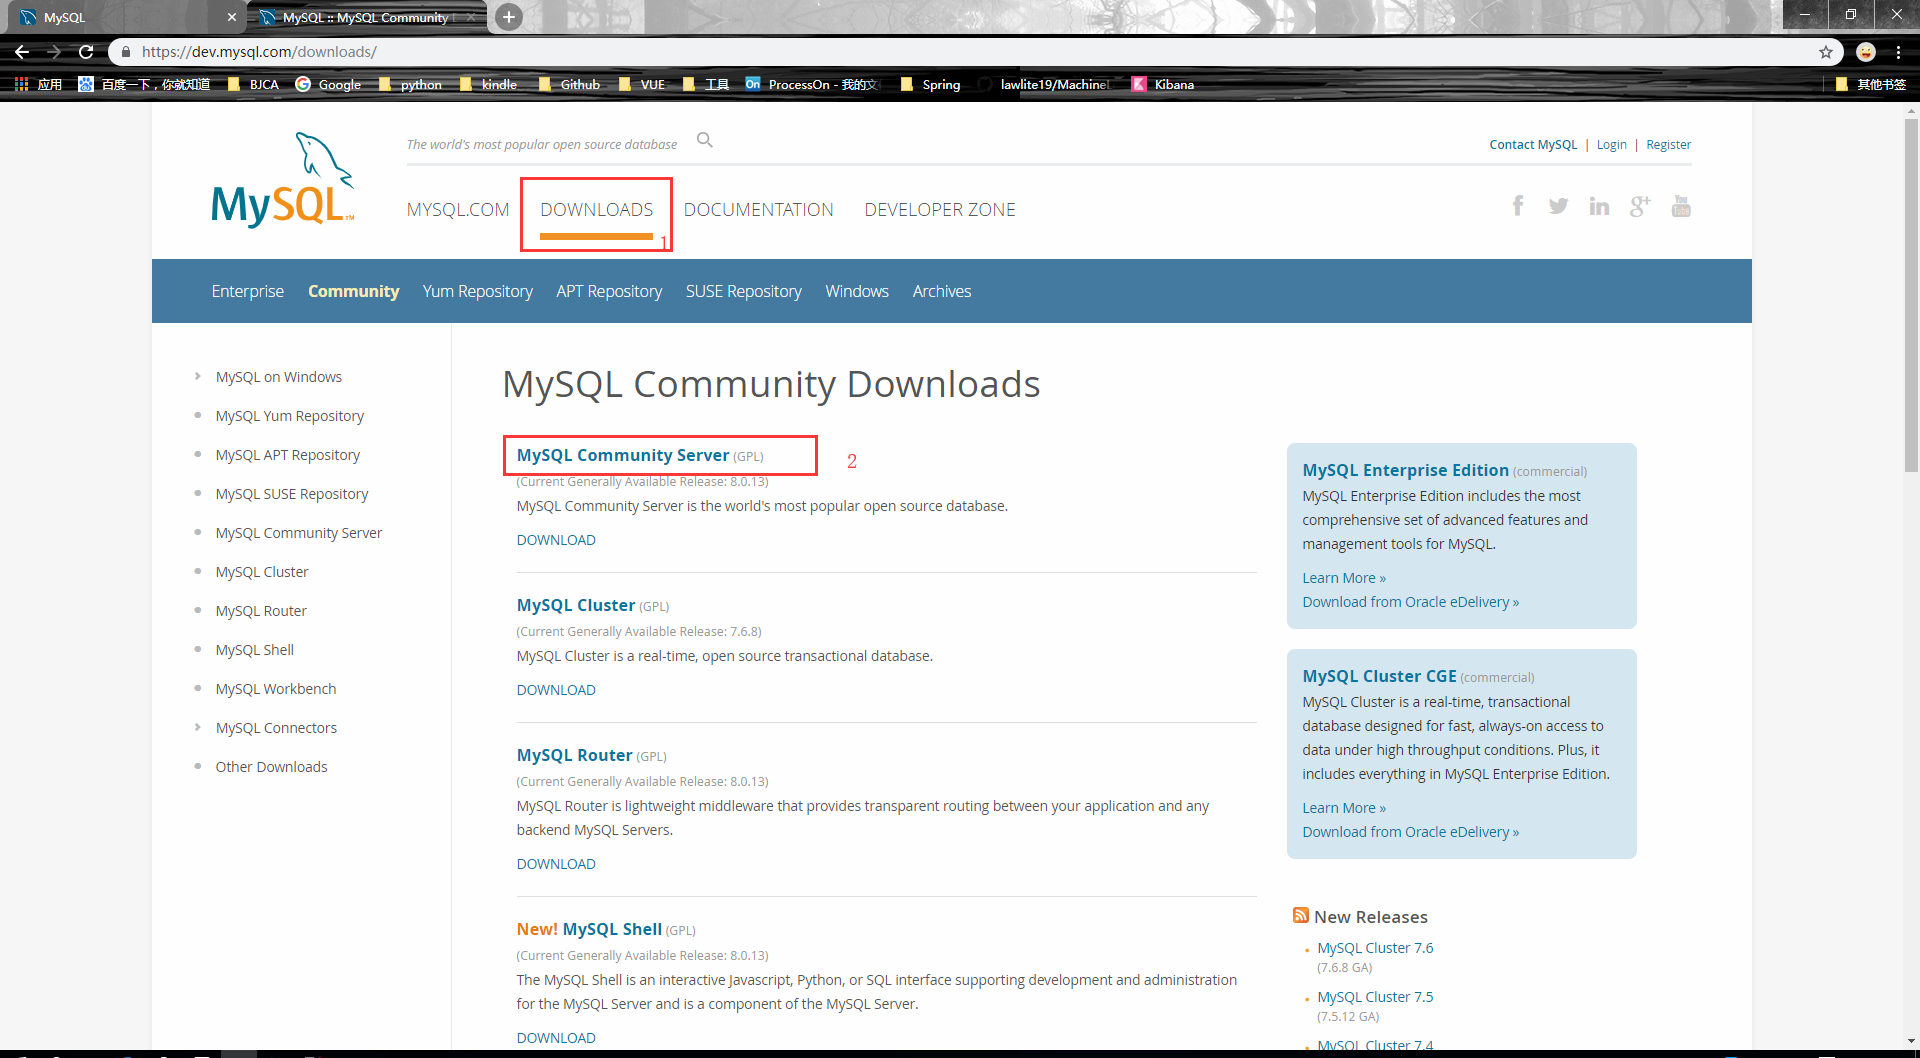 MySQL
MySQL :: MySQL Community
https://dev.mysql.com/downloads/
应用 百度一下，你就知道 BJCA Google python kindle Github VUE 工具 ProcessOn - 我的文 Spring lawlite19/Machine Kibana 其他书签
The world's most popular open source database
Contact MySQL | Login | Register
MySQL™
MYSQL.COM DOWNLOADS DOCUMENTATION DEVELOPER ZONE
1
Enterprise Community Yum Repository APT Repository SUSE Repository Windows Archives
MySQL on Windows
MySQL Yum Repository
MySQL APT Repository
MySQL SUSE Repository
MySQL Community Server
MySQL Cluster
MySQL Router
MySQL Shell
MySQL Workbench
MySQL Connectors
Other Downloads
MySQL Community Downloads
MySQL Community Server (GPL)
2
(Current Generally Available Release: 8.0.13)
MySQL Community Server is the world's most popular open source database.
DOWNLOAD
MySQL Cluster (GPL)
(Current Generally Available Release: 7.6.8)
MySQL Cluster is a real-time, open source transactional database.
DOWNLOAD
MySQL Router (GPL)
(Current Generally Available Release: 8.0.13)
MySQL Router is lightweight middleware that provides transparent routing between your application and any
backend MySQL Servers.
DOWNLOAD
New! MySQL Shell (GPL)
(Current Generally Available Release: 8.0.13)
The MySQL Shell is an interactive Javascript, Python, or SQL interface supporting development and administration
for the MySQL Server and is a component of the MySQL Server.
DOWNLOAD
MySQL Enterprise Edition (commercial)
MySQL Enterprise Edition includes the most
comprehensive set of advanced features and
management tools for MySQL.
Learn More »
Download from Oracle eDelivery »
MySQL Cluster CGE (commercial)
MySQL Cluster is a real-time, transactional
database designed for fast, always-on access to
data under high throughput conditions. Plus, it
includes everything in MySQL Enterprise Edition.
Learn More »
Download from Oracle eDelivery »
New Releases
MySQL Cluster 7.6
(7.6.8 GA)
MySQL Cluster 7.5
(7.5.12 GA)
MySQL Cluster 7.4